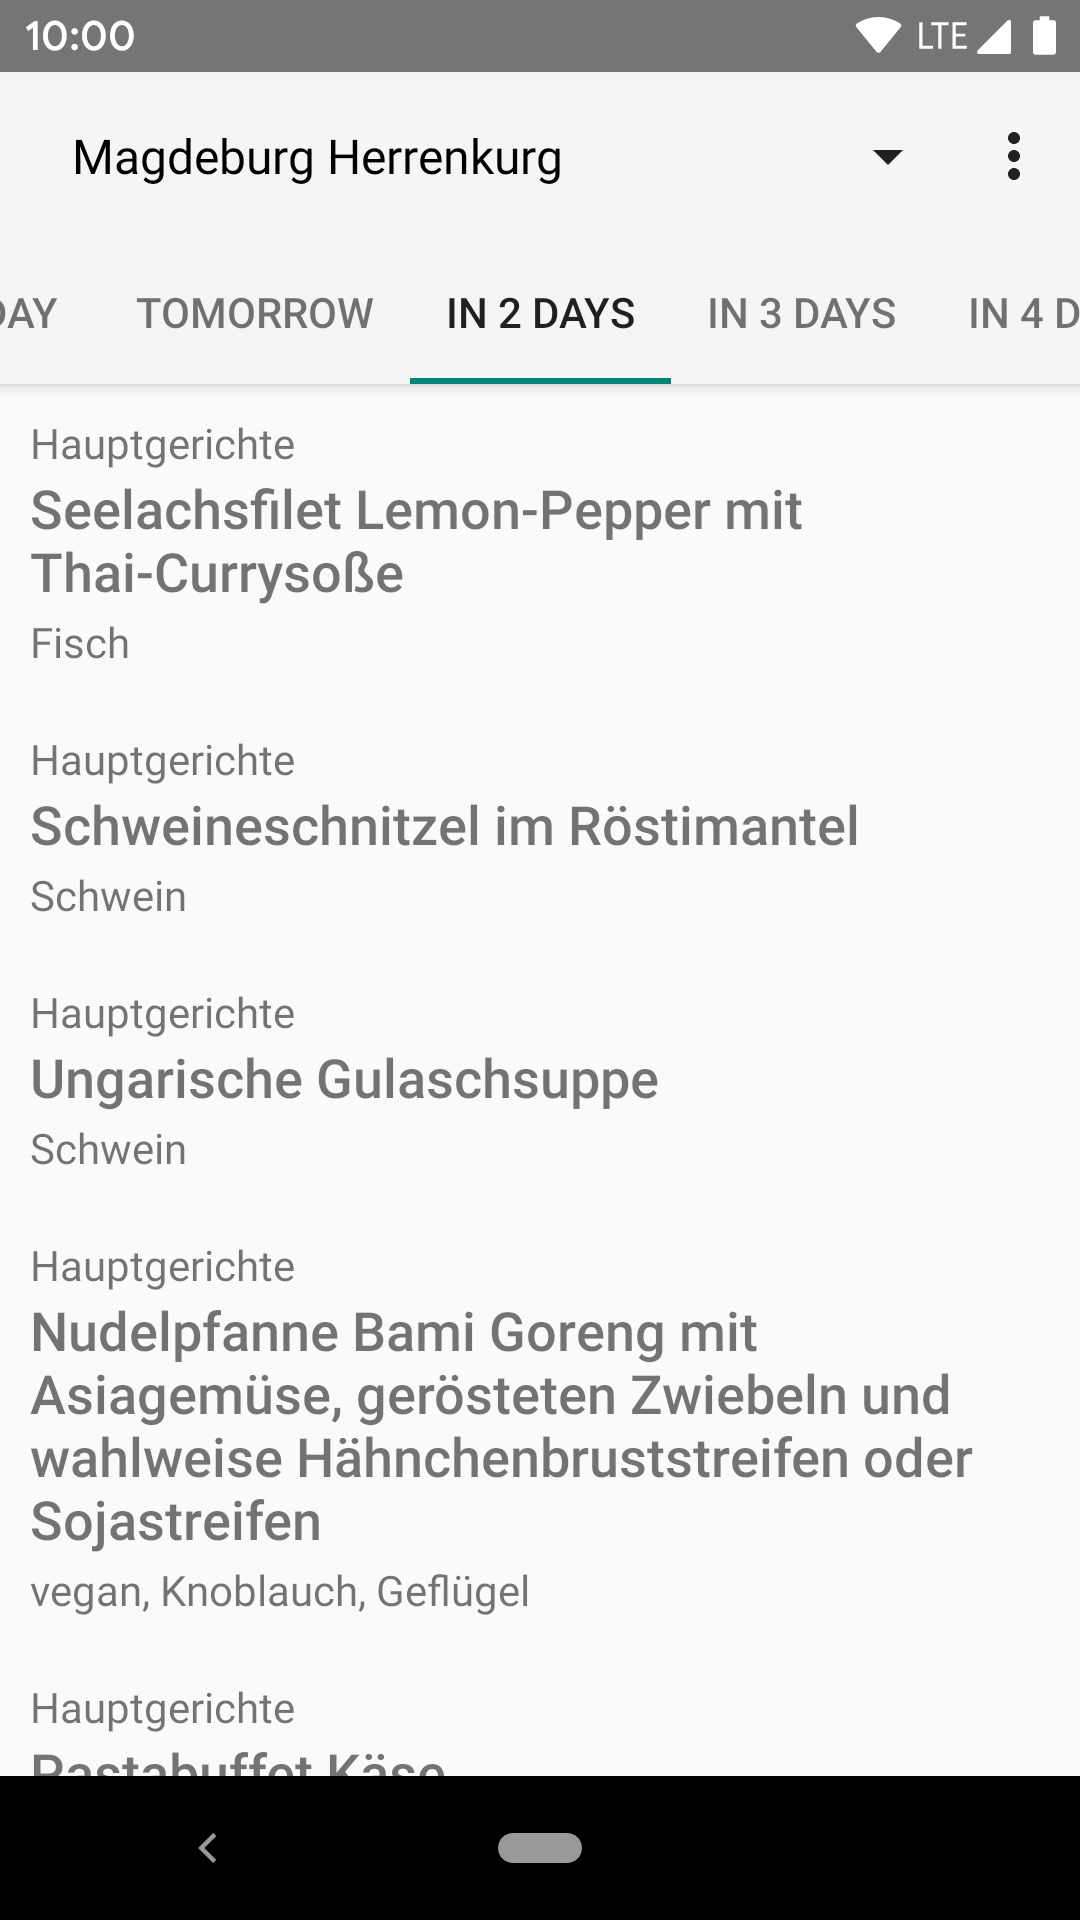 10:00 LTE
Magdeburg Herrenkurg
DAY TOMORROW IN 2 DAYS IN 3 DAYS IN 4 D
Hauptgerichte
Seelachsfilet Lemon-Pepper mit
Thai-Currysoße
Fisch
Hauptgerichte
Schweineschnitzel im Röstimantel
Schwein
Hauptgerichte
Ungarische Gulaschsuppe
Schwein
Hauptgerichte
Nudelpfanne Bami Goreng mit
Asiagemüse, gerösteten Zwiebeln und
wahlweise Hähnchenbruststreifen oder
Sojastreifen
vegan, Knoblauch, Geflügel
Hauptgerichte
Pastabuffet Käse